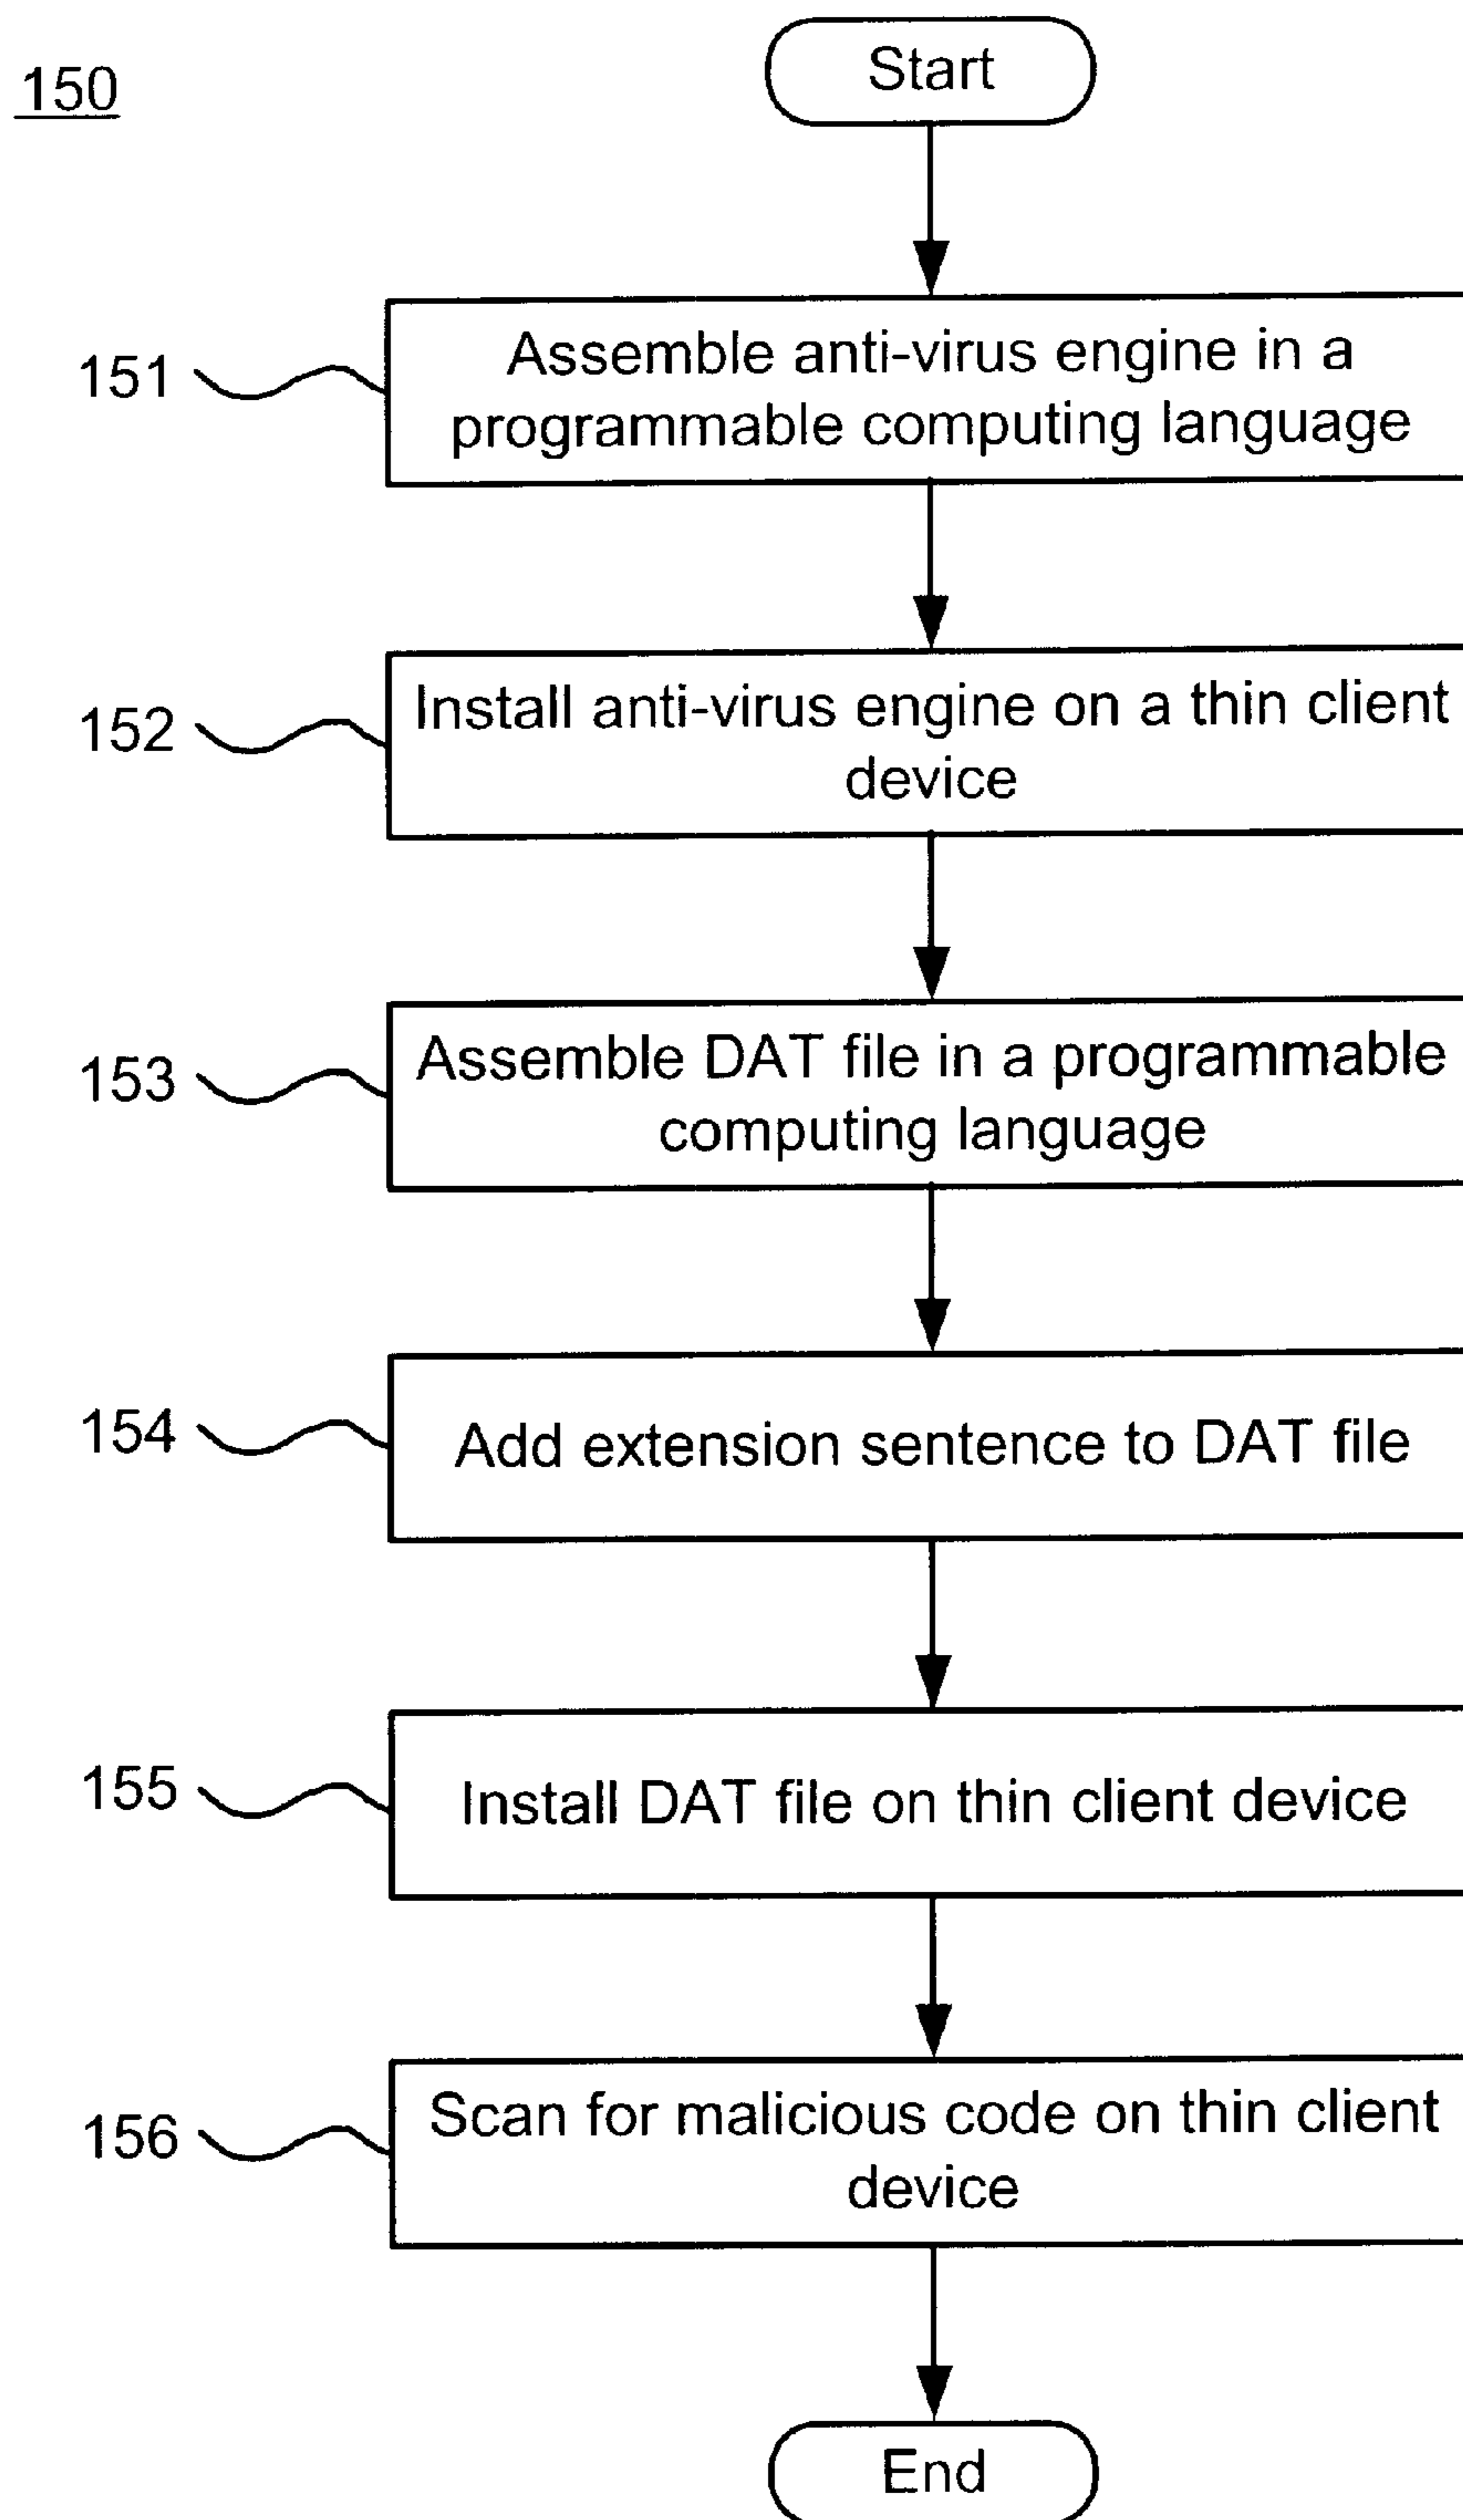 150
Start
151
Assemble anti-virus engine in a
programmable computing language
152
Install anti-virus engine on a thin client
device
153
Assemble DAT file in a programmable
computing language
154
Add extension sentence to DAT file
155
Install DAT file on thin client device
156
Scan for malicious code on thin client
device
End